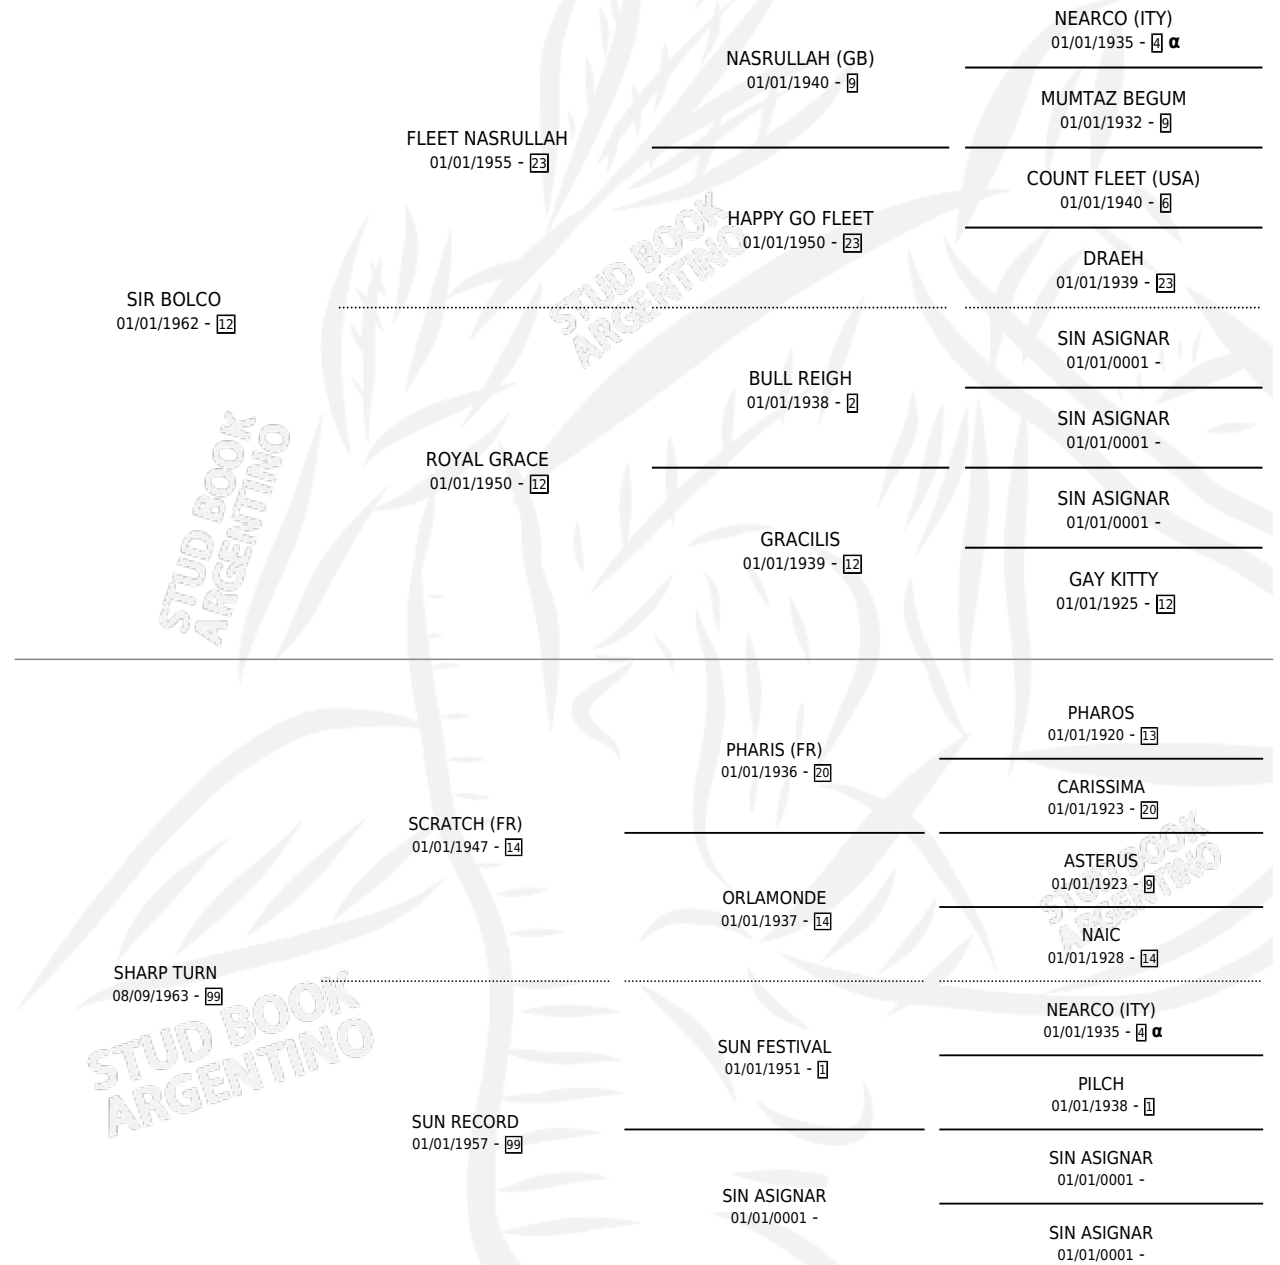 NEARCO (ITY)
01/01/1935 - 4 α
NASRULLAH (GB)
01/01/1940 - 9
MUMTAZ BEGUM
01/01/1932 - 9
FLEET NASRULLAH
01/01/1955 - 23
COUNT FLEET (USA)
01/01/1940 - 6
HAPPY GO FLEET
01/01/1950 - 23
DRAEH
01/01/1939 - 23
SIR BOLCO
01/01/1962 - 12
SIN ASIGNAR
01/01/0001 -
BULL REIGH
01/01/1938 - 2
SIN ASIGNAR
01/01/0001 -
ROYAL GRACE
01/01/1950 - 12
SIN ASIGNAR
01/01/0001 -
GRACILIS
01/01/1939 - 12
GAY KITTY
01/01/1925 - 12
PHAROS
01/01/1920 - 13
PHARIS (FR)
01/01/1936 - 20
CARISSIMA
01/01/1923 - 20
SCRATCH (FR)
01/01/1947 - 14
ASTERUS
01/01/1923 - 9
ORLAMONDE
01/01/1937 - 14
NAIC
01/01/1928 - 14
SHARP TURN
08/09/1963 - 99
NEARCO (ITY)
01/01/1935 - 4 α
SUN FESTIVAL
01/01/1951 - 1
PILCH
01/01/1938 - 1
SUN RECORD
01/01/1957 - 99
SIN ASIGNAR
01/01/0001 -
SIN ASIGNAR
01/01/0001 -
SIN ASIGNAR
01/01/0001 -
STUD BOOK
ARGENTINO
STUD BOOK
ARGENTINO
STUD BOOK
ARGENTINO
STUD BOOK
ARGENTINO